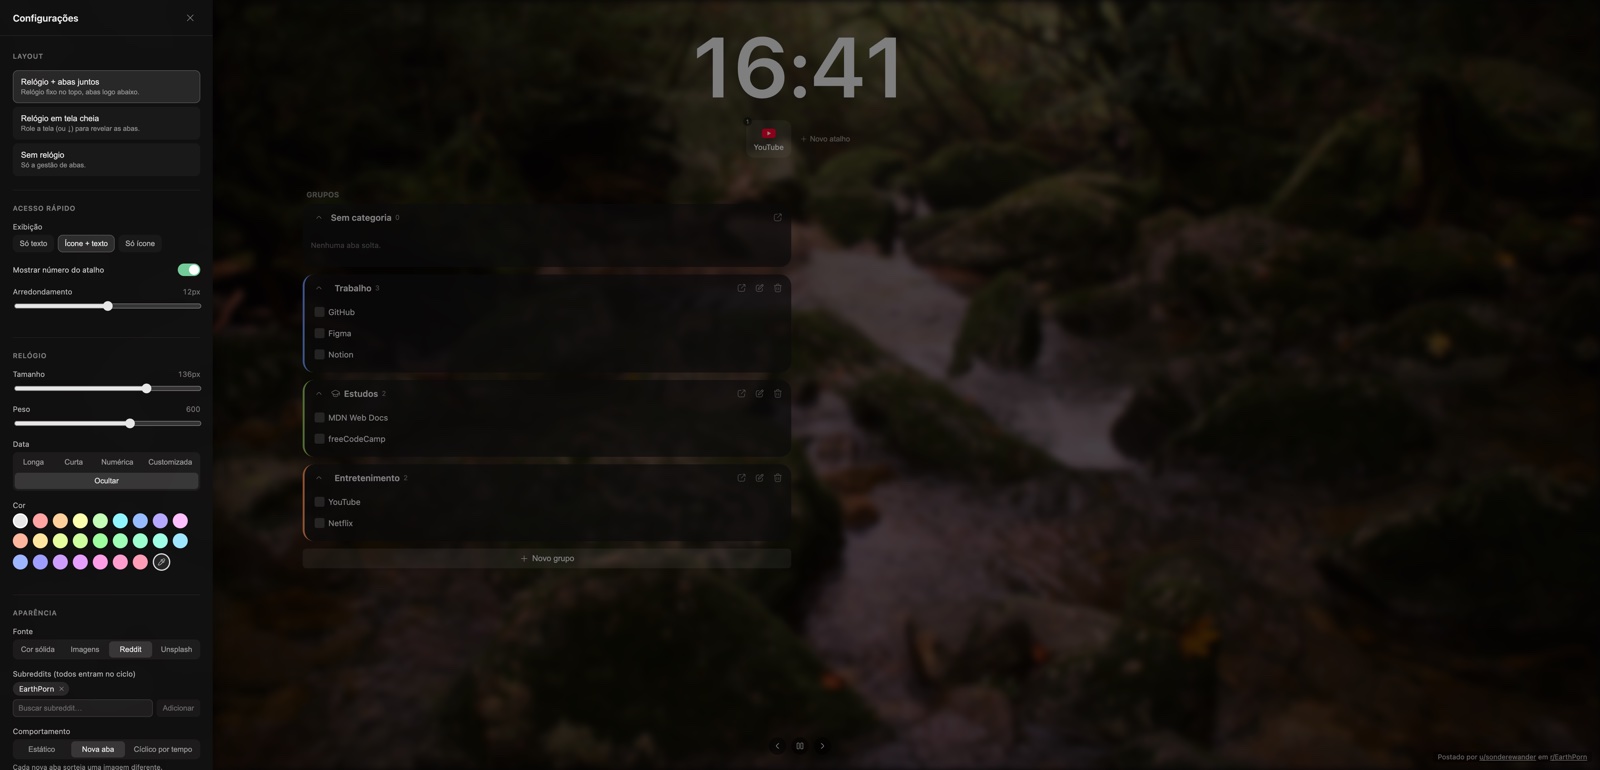 Configurações
LAYOUT
Relógio + abas juntos
Relógio fixo no topo, abas logo abaixo.
Relógio em tela cheia
Role a tela (ou ↓) para revelar as abas.
Sem relógio
Só a gestão de abas.
ACESSO RÁPIDO
Exibição
Só texto
Ícone + texto
Só ícone
Mostrar número do atalho
Arredondamento 12px
RELÓGIO
Tamanho 136px
Peso 600
Data
Longa Curta Numérica Customizada
Ocultar
Cor
APARÊNCIA
Fonte
Cor sólida Imagens Reddit Unsplash
Subreddits (todos entram no ciclo)
EarthPorn
Buscar subreddit...
Adicionar
Comportamento
Estático Nova aba Cíclico por tempo
Cada nova aba sorteia uma imagem diferente.
16:41
1
YouTube
+ Novo atalho
GRUPOS
Sem categoria 0
Nenhuma aba solta.
Trabalho 3
GitHub
Figma
Notion
Estudos 2
MDN Web Docs
freeCodeCamp
Entretenimento 2
YouTube
Netflix
+ Novo grupo
Postado por u/sonderewander em r/EarthPorn